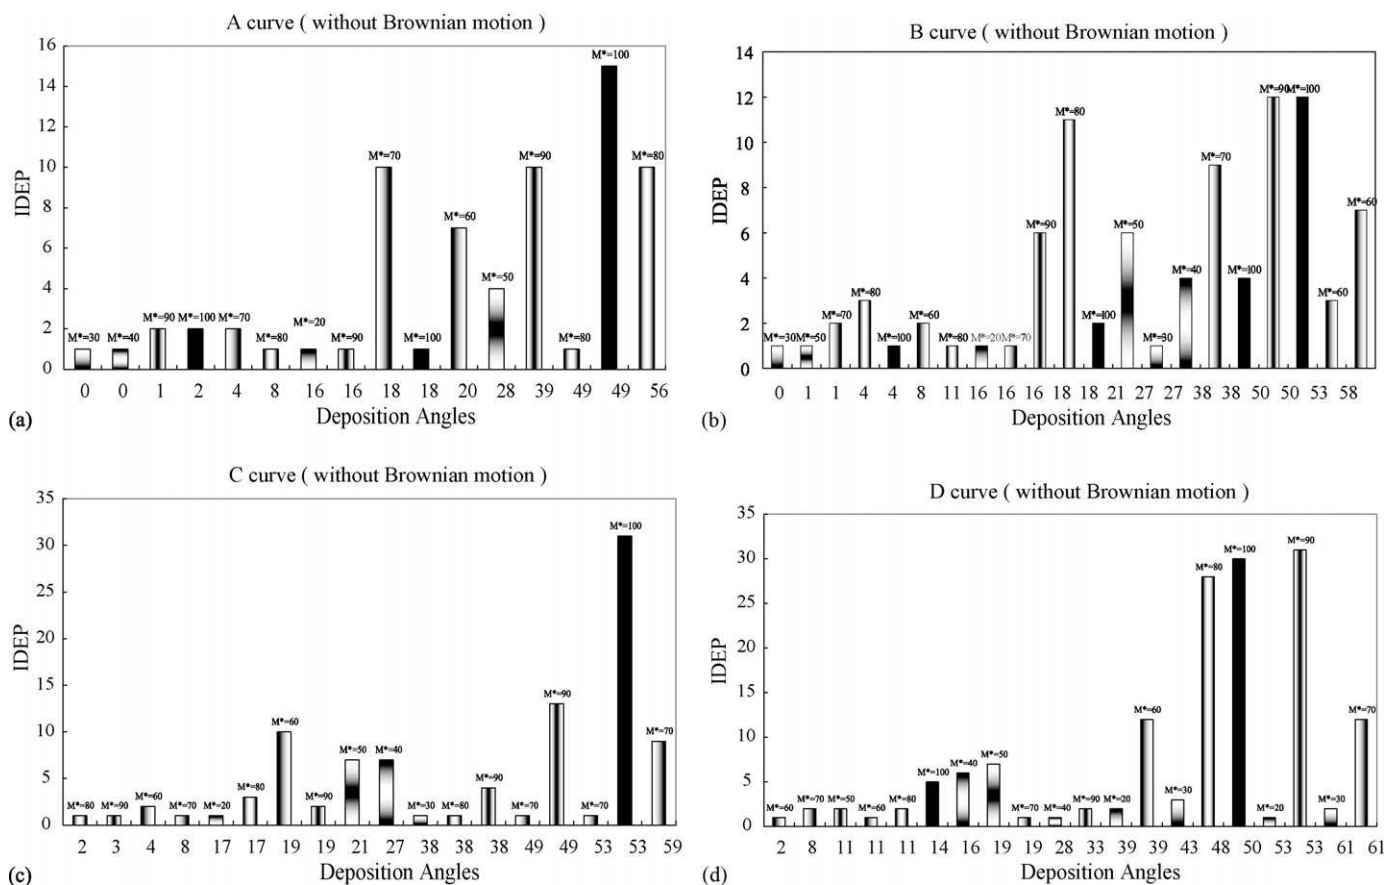 A curve ( without Brownian motion )
16
14
12
10
8
6
4
2
0
IDEP
M*=30
M*=40
M*=90
M*=100
M*=70
M*=80
M*=20
M*=90
M*=70
M*=100
M*=60
M*=50
M*=90
M*=80
M*=100
M*=80
0 0 1 2 4 8 16 16 18 18 20 28 39 49 49 56
Deposition Angles
(a)
B curve ( without Brownian motion )
14
12
10
8
6
4
2
0
IDEP
M*=30
M*=50
M*=70
M*=80
M*=100
M*=60
M*=80
M*=20
M*=70
M*=90
M*=80
M*=100
M*=50
M*=30
M*=40
M*=70
M*=100
M*=90
M*=100
M*=60
M*=60
0 1 1 4 4 8 11 16 16 16 18 18 21 27 27 38 38 50 50 53 58
Deposition Angles
(b)
C curve ( without Brownian motion )
35
30
25
20
15
10
5
0
IDEP
M*=80
M*=90
M*=60
M*=70
M*=20
M*=80
M*=60
M*=90
M*=50
M*=40
M*=30
M*=80
M*=90
M*=70
M*=90
M*=70
M*=100
M*=70
2 3 4 8 17 17 19 19 21 27 38 38 38 49 49 53 53 59
Deposition Angles
(c)
D curve ( without Brownian motion )
35
30
25
20
15
10
5
0
IDEP
M*=60
M*=70
M*=50
M*=60
M*=80
M*=100
M*=40
M*=50
M*=70
M*=40
M*=90
M*=20
M*=60
M*=30
M*=80
M*=100
M*=20
M*=90
M*=30
M*=70
2 8 11 11 11 14 16 19 19 28 33 39 39 43 48 50 53 53 61 61
Deposition Angles
(d)